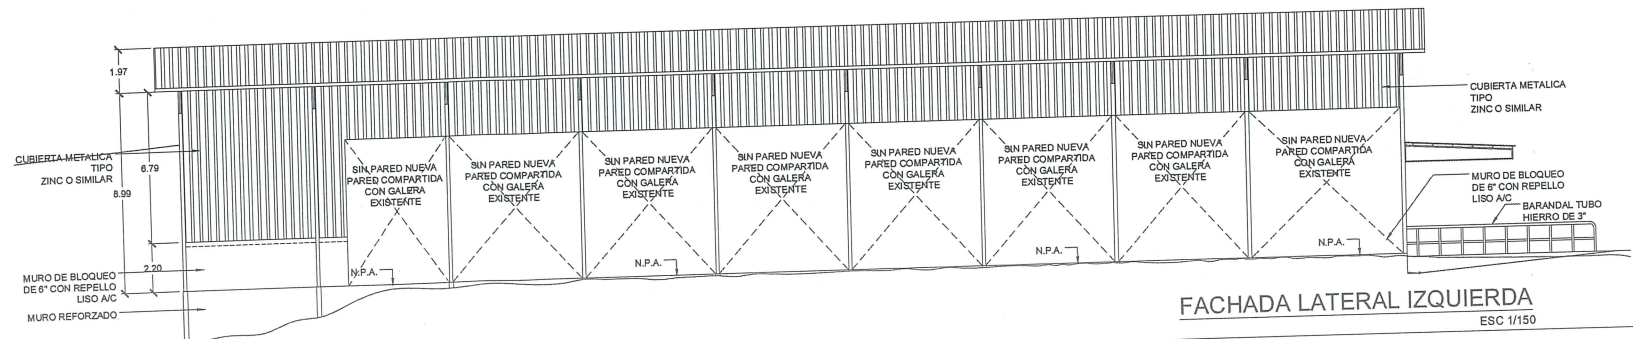 1.97
CUBIERTA METALICA
TIPO
ZINC O SIMILAR
6.79
8.99
2.20
MURO DE BLOQUEO
DE 6" CON REPELLO
LISO A/C
MURO REFORZADO
SIN PARED NUEVA
PARED COMPARTIDA
CON GALERA
EXISTENTE
SIN PARED NUEVA
PARED COMPARTIDA
CON GALERA
EXISTENTE
SIN PARED NUEVA
PARED COMPARTIDA
CON GALERA
EXISTENTE
SIN PARED NUEVA
PARED COMPARTIDA
CON GALERA
EXISTENTE
SIN PARED NUEVA
PARED COMPARTIDA
CON GALERA
EXISTENTE
SIN PARED NUEVA
PARED COMPARTIDA
CON GALERA
EXISTENTE
SIN PARED NUEVA
PARED COMPARTIDA
CON GALERA
EXISTENTE
SIN PARED NUEVA
PARED COMPARTIDA
CON GALERA
EXISTENTE
N.P.A.
N.P.A.
N.P.A.
N.P.A.
CUBIERTA METALICA
TIPO
ZINC O SIMILAR
MURO DE BLOQUEO
DE 6" CON REPELLO
LISO A/C
BARANDAL TUBO
HIERRO DE 3"
FACHADA LATERAL IZQUIERDA
ESC 1/150